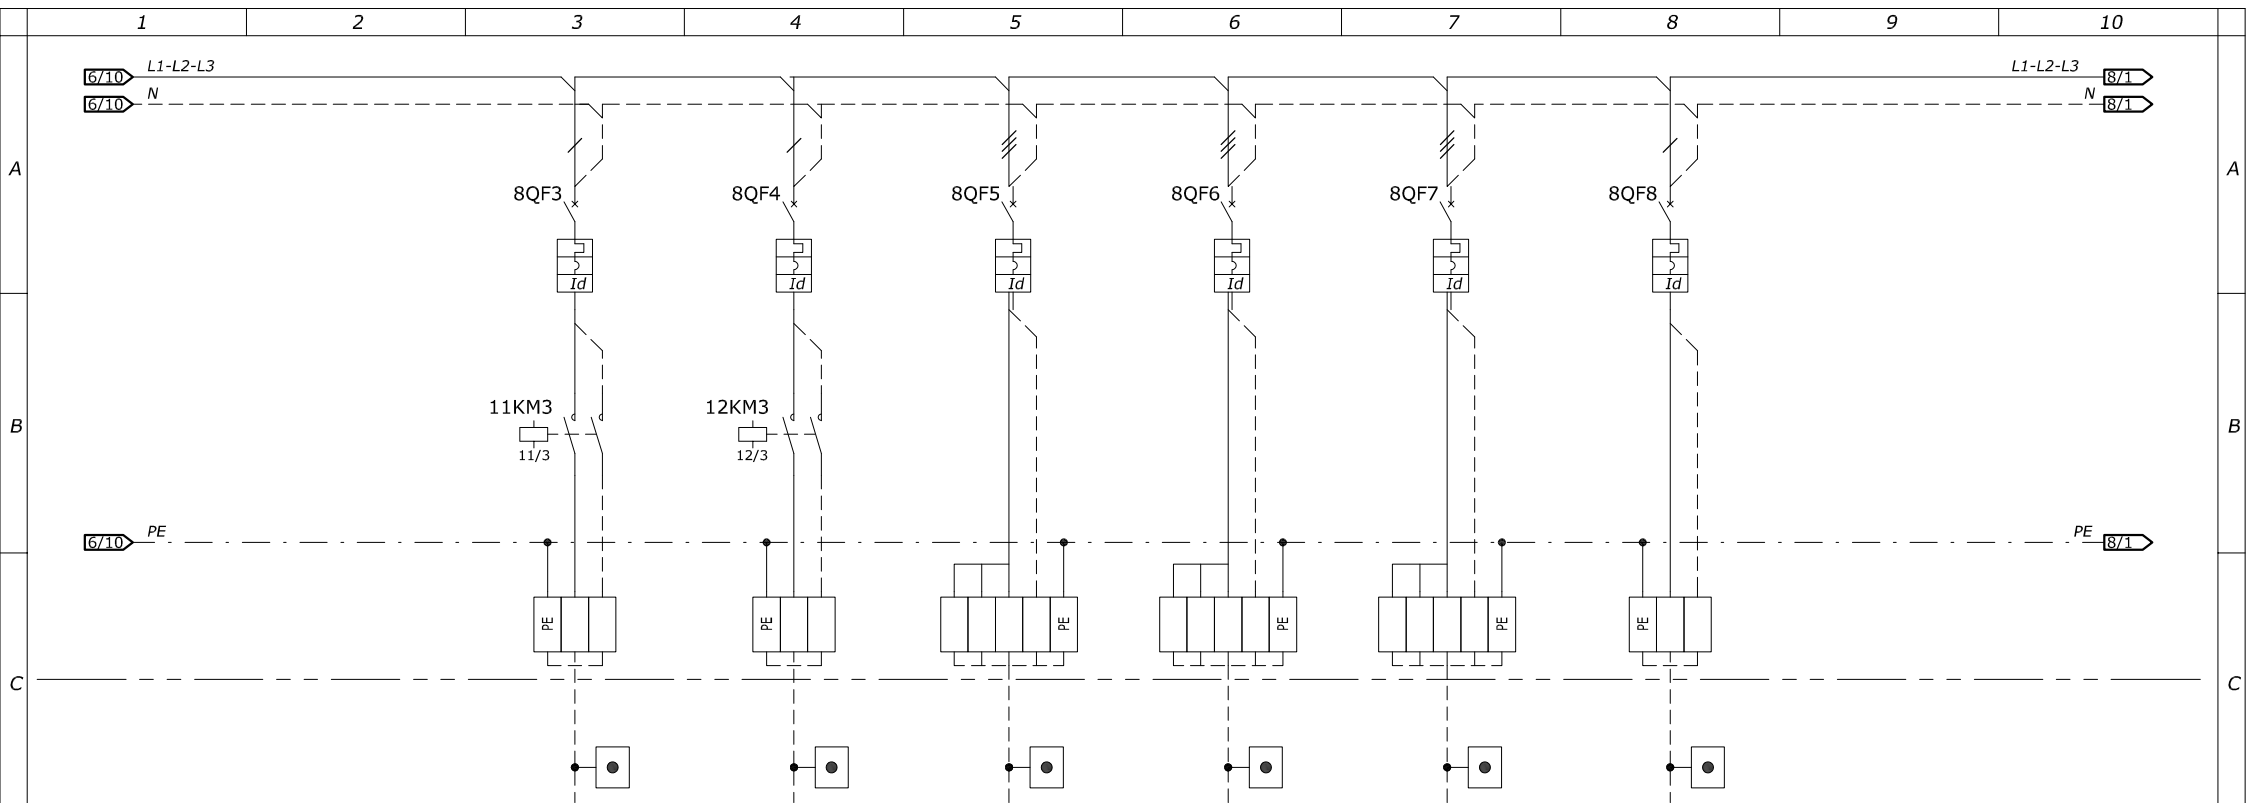 1 2 3 4 5 6 7 8 9 10
L1-L2-L3 L1-L2-L3
6/10 8/1
N N
6/10 8/1
A A
8QF3 8QF4 8QF5 8QF6 8QF7 8QF8
Id Id Id Id Id Id
11KM3 12KM3
B B
11/3 12/3
PE PE
6/10 8/1
PE PE PE PE PE PE
C C